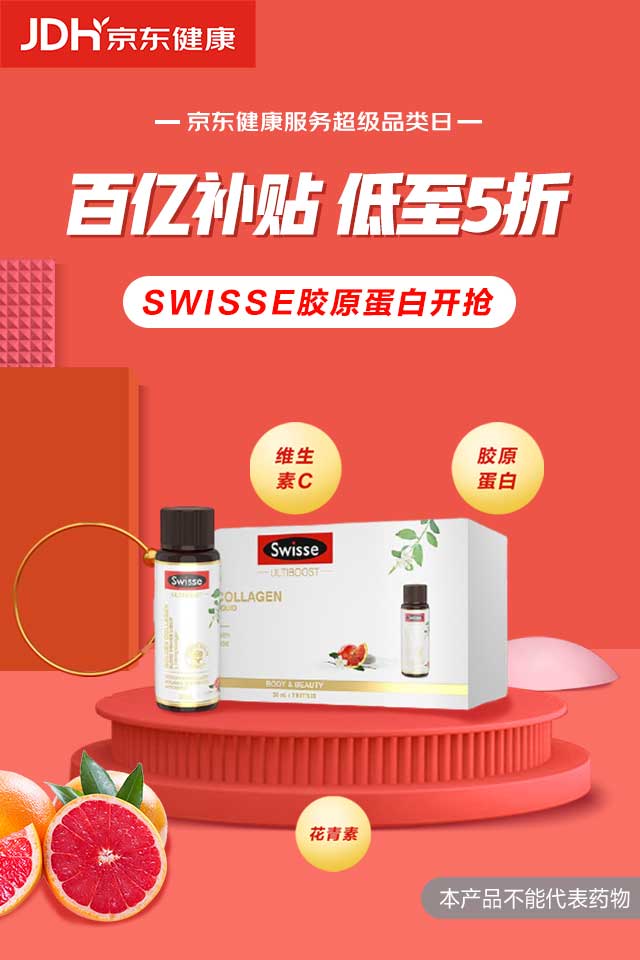 JDH 京东健康
京东健康服务超级品类日
百亿补贴 低至5折
SWISSE胶原蛋白开抢
维生
素C
胶原
蛋白
Swisse
ULTIBOOST
COLLAGEN
BODY & BEAUTY
Swisse
花青素
本产品不能代表药物